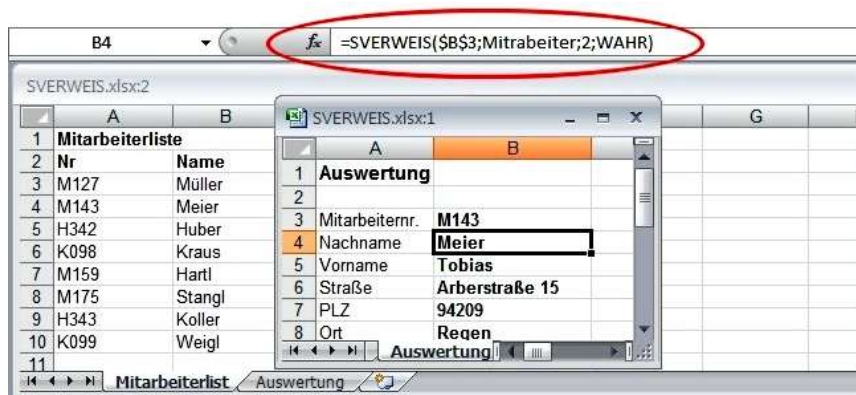 B4 fx =SVERWEIS($B$3;Mitrabeiter;2;WAHR)
SVERWEIS.xlsx:2
A B G
1 Mitarbeiterliste
2 Nr Name
3 M127 Müller
4 M143 Meier
5 H342 Huber
6 K098 Kraus
7 M159 Hartl
8 M175 Stangl
9 H343 Koller
10 K099 Weigl
11
Mitarbeiterlist Auswertung
SVERWEIS.xlsx:1
A B
1 Auswertung
2
3 Mitarbeiternr. M143
4 Nachname Meier
5 Vorname Tobias
6 Straße Arberstraße 15
7 PLZ 94209
8 Ort Regen
Auswertung